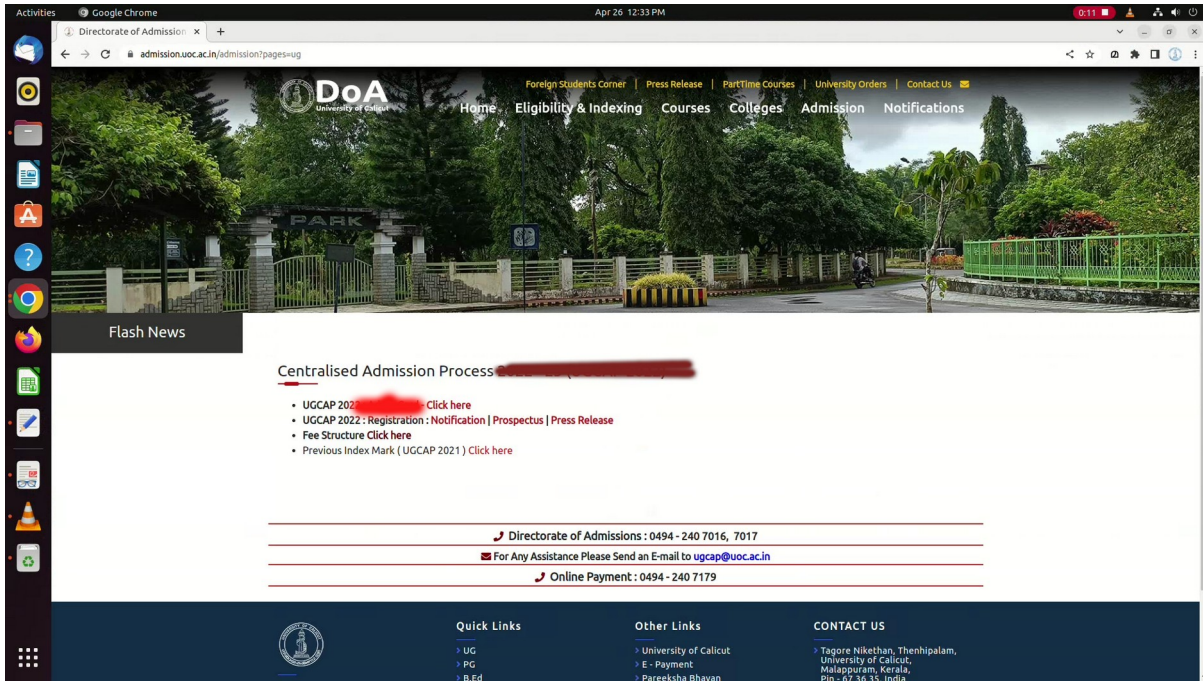 Activities Google Chrome Apr 26 12:33 PM 0:11
Directorate of Admission
admission.uoc.ac.in/admission?pages=ug
Foreign Students Corner | Press Release | PartTime Courses | University Orders | Contact Us
DoA
University of Calicut
Home Eligibility & Indexing Courses Colleges Admission Notifications
PARK
Flash News
Centralised Admission Process
UGCAP Click here
UGCAP 2022 : Registration : Notification | Prospectus | Press Release
Fee Structure Click here
Previous Index Mark ( UGCAP 2021 ) Click here
Directorate of Admissions : 0494 - 240 7016, 7017
For Any Assistance Please Send an E-mail to ugcap@uoc.ac.in
Online Payment : 0494 - 240 7179
Quick Links Other Links CONTACT US
> UG > University of Calicut > Tagore Nikethan, Thenhipalam,
University of Calicut,
> PG > E - Payment Malappuram, Kerala,
> B.Ed > Pareeksha Bhavan Pin - 67 36 35, India